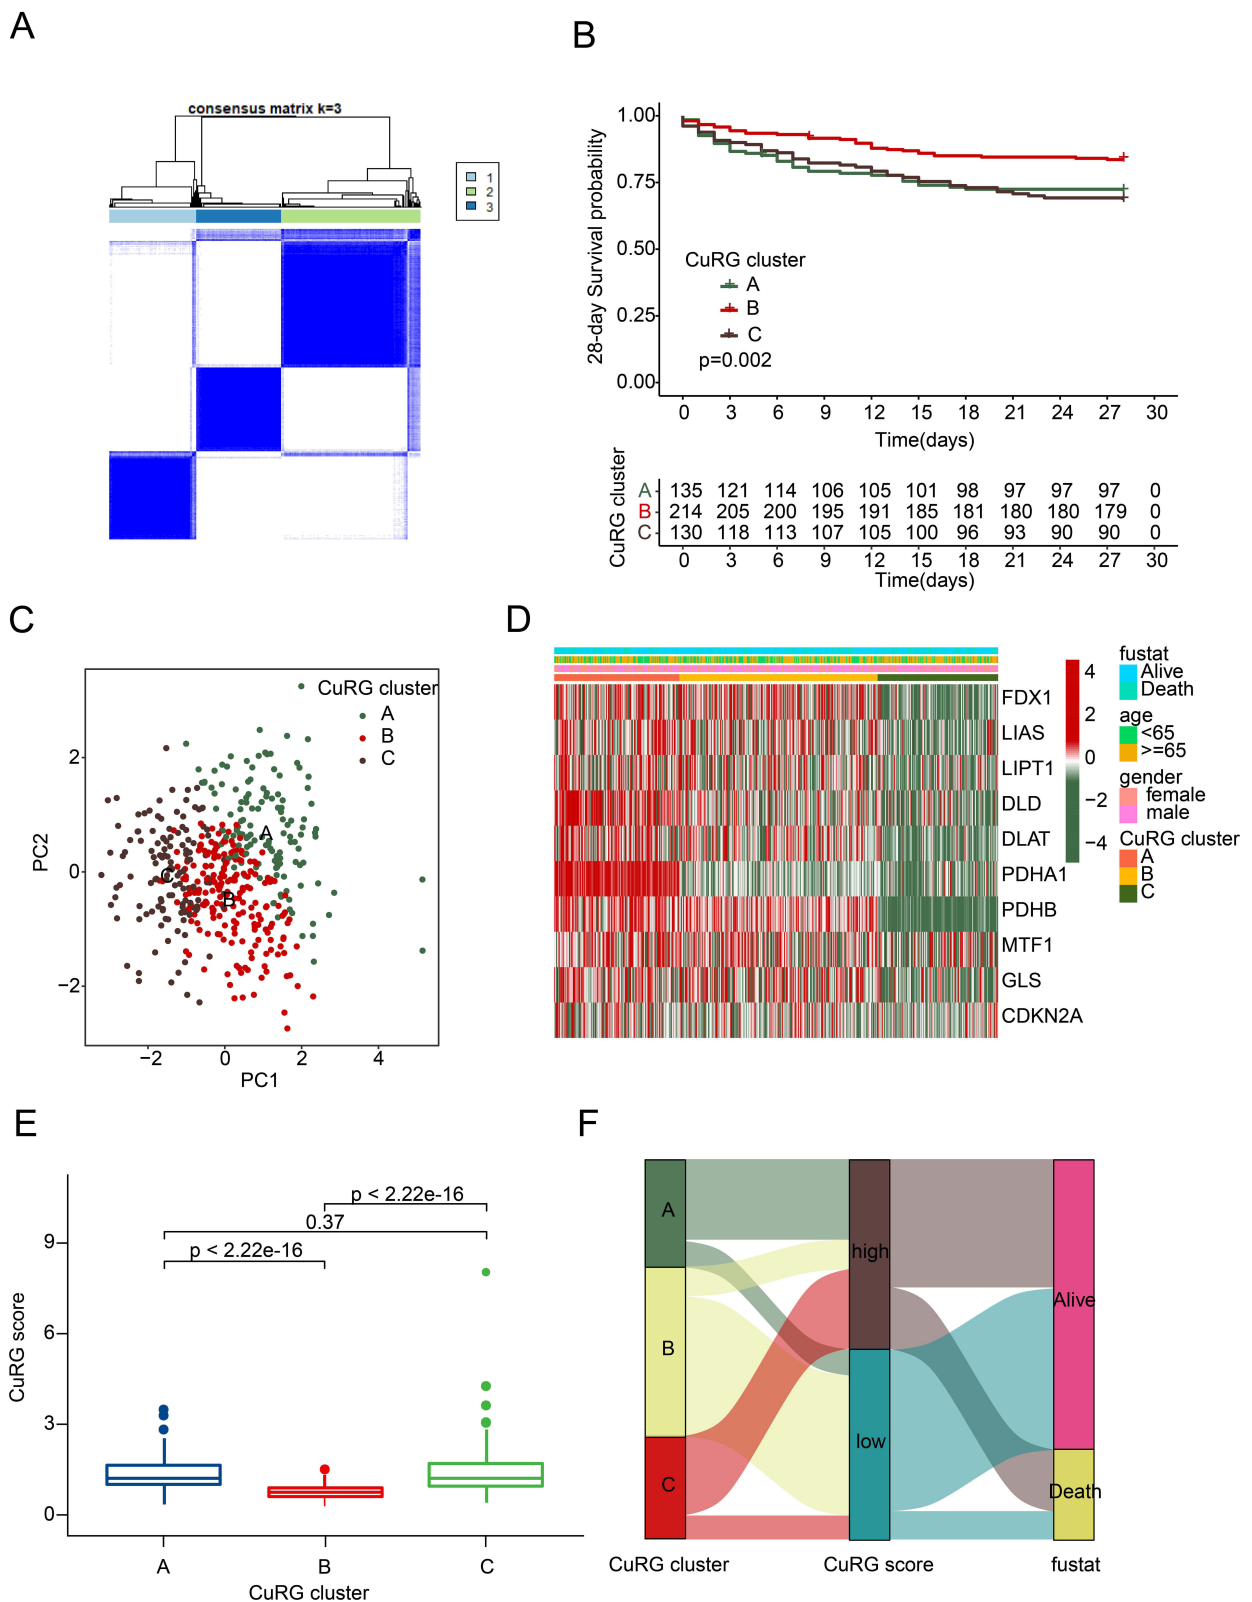 A
consensus matrix k=3
1
2
3
B
28-day Survival probability
1.00
0.75
0.50
0.25
0.00
CuRG cluster
A
B
C
p=0.002
0 3 6 9 12 15 18 21 24 27 30
Time(days)
CuRG cluster
A 135 121 114 106 105 101 98 97 97 97 0
B 214 205 200 195 191 185 181 180 180 179 0
C 130 118 113 107 105 100 96 93 90 90 0
0 3 6 9 12 15 18 21 24 27 30
Time(days)
C
CuRG cluster
A
B
C
PC2
2
0
−2
A
C
B
−2 0 2 4
PC1
D
FDX1
LIAS
LIPT1
DLD
DLAT
PDHA1
PDHB
MTF1
GLS
CDKN2A
4
2
0
−2
−4
fustat
Alive
Death
age
<65
>=65
gender
female
male
CuRG cluster
A
B
C
E
CuRG score
9
6
3
0
p < 2.22e-16
0.37
p < 2.22e-16
A B C
CuRG cluster
F
A
B
C
high
low
Alive
Death
CuRG cluster CuRG score fustat